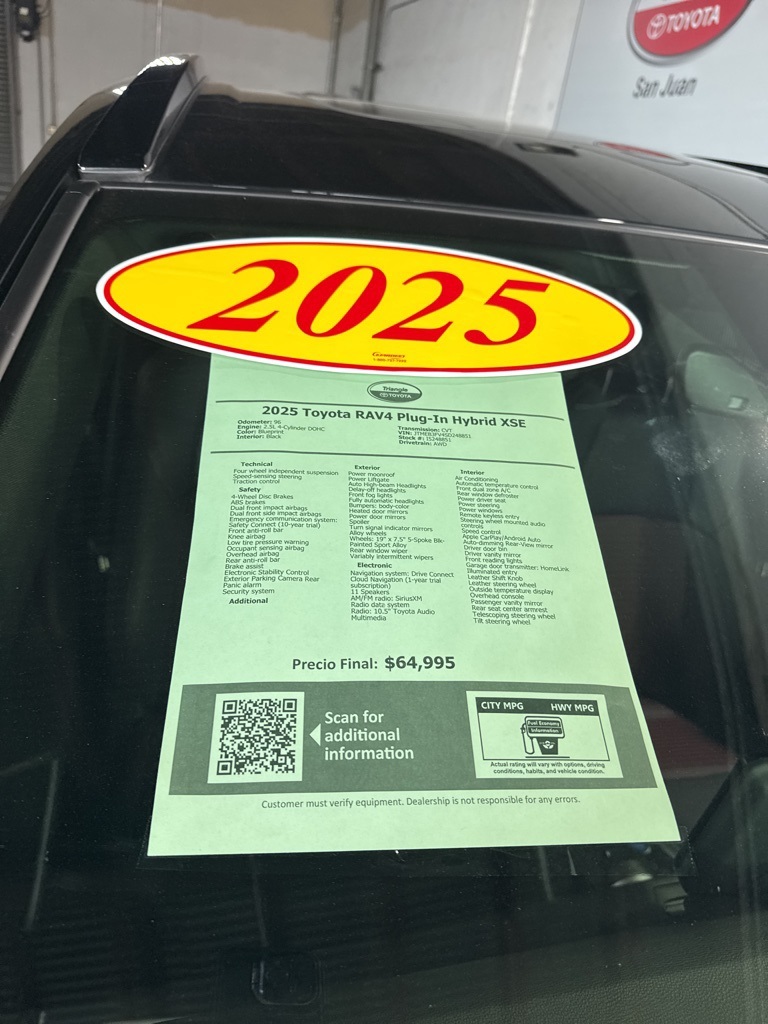 TOYOTA
San Juan
2025
Triangle
TOYOTA
2025 Toyota RAV4 Plug-In Hybrid XSE
Odometer: 96
Engine: 2.5L 4-Cylinder DOHC
Color: Blueprint
Interior: Black
Transmission: CVT
Stock #:
Drivetrain: AWD
Technical
Four wheel independent suspension
Speed-sensing steering
Traction control
Safety
4-Wheel Disc Brakes
ABS brakes
Dual front impact airbags
Dual front side impact airbags
Emergency communication system:
Safety Connect (10-year trial)
Front anti-roll bar
Knee airbag
Low tire pressure warning
Occupant sensing airbag
Overhead airbag
Rear anti-roll bar
Brake assist
Electronic Stability Control
Exterior Parking Camera Rear
Panic alarm
Security system
Additional
Exterior
Power moonroof
Power Liftgate
Auto High-beam Headlights
Delay-off headlights
Front fog lights
Fully automatic headlights
Bumpers: body-color
Heated door mirrors
Power door mirrors
Spoiler
Turn signal indicator mirrors
Alloy wheels
Wheels: 19" x 7.5" 5-Spoke Blk-
Painted Sport Alloy
Rear window wiper
Variably intermittent wipers
Electronic
Navigation system: Drive Connect
Cloud Navigation (1-year trial
subscription)
11 Speakers
AM/FM radio: SiriusXM
Radio data system
Radio: 10.5" Toyota Audio
Multimedia
Interior
Air Conditioning
Automatic temperature control
Front dual zone A/C
Rear window defroster
Power driver seat
Power steering
Power windows
Remote keyless entry
Steering wheel mounted audio
controls
Speed control
Apple CarPlay/Android Auto
Auto-dimming Rear-View mirror
Driver door bin
Driver vanity mirror
Front reading lights
Garage door transmitter: HomeLink
Illuminated entry
Leather Shift Knob
Leather steering wheel
Outside temperature display
Overhead console
Passenger vanity mirror
Rear seat center armrest
Telescoping steering wheel
Tilt steering wheel
Precio Final: $64,995
Scan for
additional
information
CITY MPG HWY MPG
Fuel Economy
Information
Actual rating will vary with options, driving
conditions, habits, and vehicle condition.
Customer must verify equipment. Dealership is not responsible for any errors.